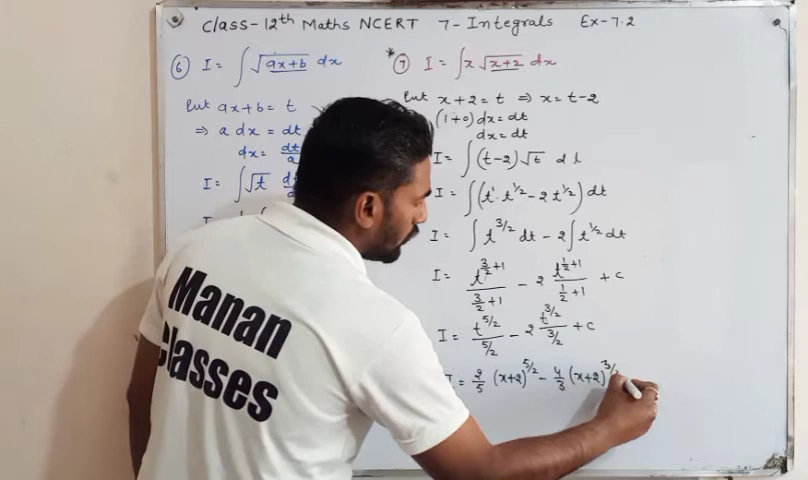 Class-12th Maths NCERT 7-Integrals Ex-7.2
⑥ I = ∫√(ax+b) dx
Put ax+b = t
⇒ a dx = dt
dx = dt/a
I = ∫√t
* ⑦ I = ∫x√(x+2) dx
Put x+2 = t ⇒ x = t-2
(1+0)dx = dt
dx = dt
I = ∫(t-2)√t dt
I = ∫(t¹·t^1/2 - 2t^1/2)dt
I = ∫t^3/2 dt - 2∫t^1/2 dt
I = t^(3/2+1)/(3/2+1) - 2 t^(1/2+1)/(1/2+1) + c
I = t^5/2/(5/2) - 2 t^3/2/(3/2) + c
I = 2/5 (x+2)^5/2 - 4/3 (x+2)^3/2
Manan
Classes